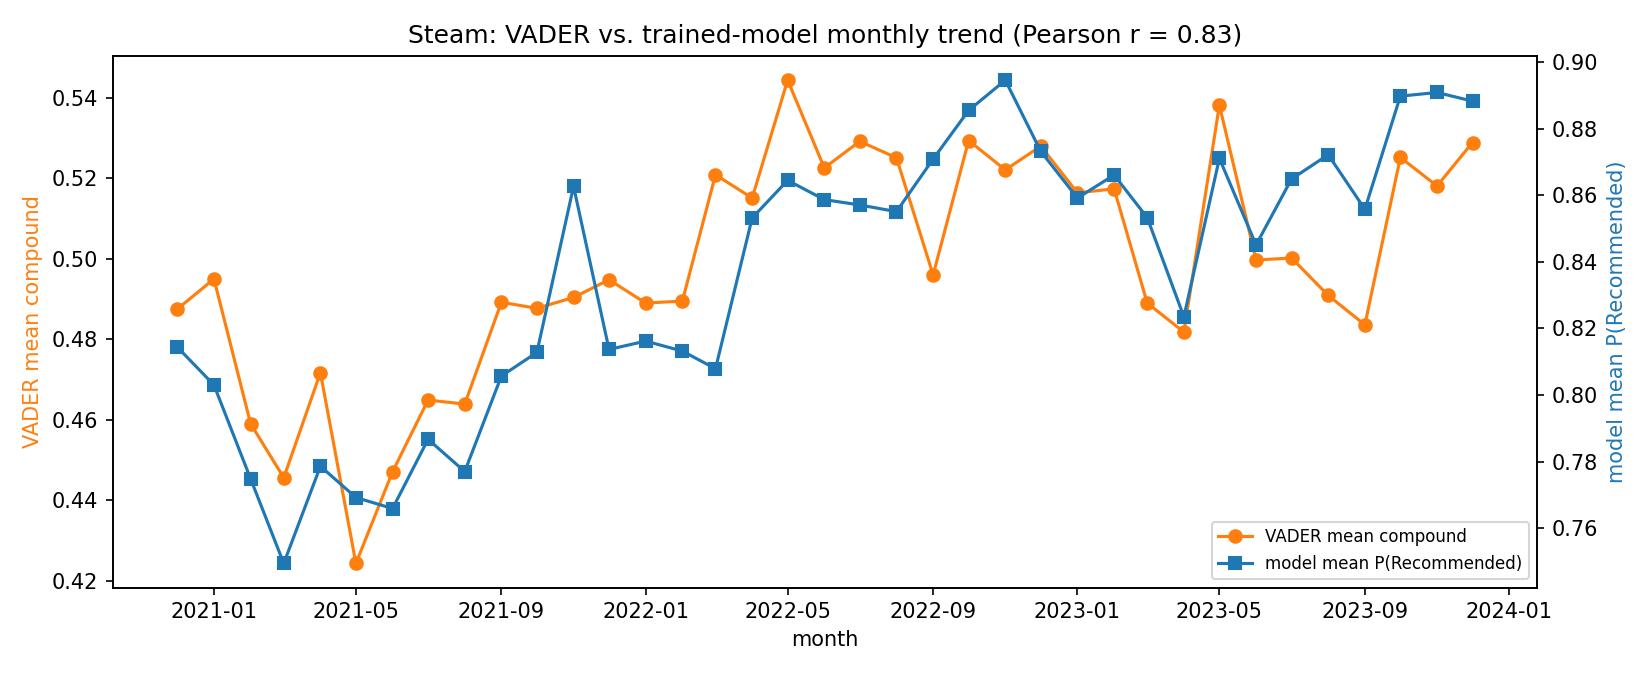 Steam: VADER vs. trained-model monthly trend (Pearson r = 0.83)
VADER mean compound
0.54
0.52
0.50
0.48
0.46
0.44
0.42
0.90
0.88
0.86
0.84
0.82
0.80
0.78
0.76
model mean P(Recommended)
VADER mean compound
model mean P(Recommended)
2021-01 2021-05 2021-09 2022-01 2022-05 2022-09 2023-01 2023-05 2023-09 2024-01
month